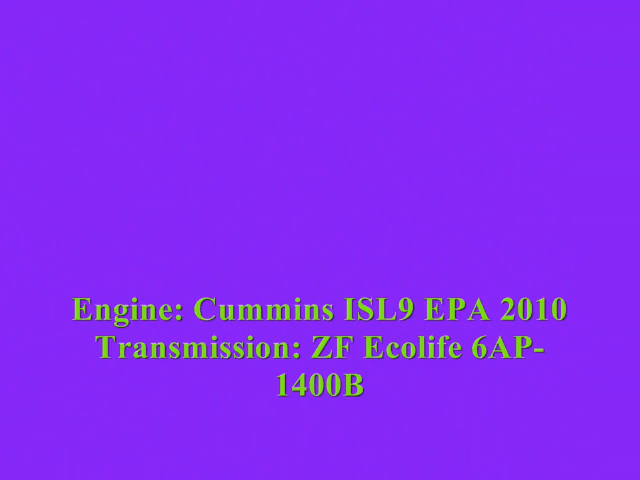 Engine: Cummins ISL9 EPA 2010
Transmission: ZF Ecolife 6AP-
1400B